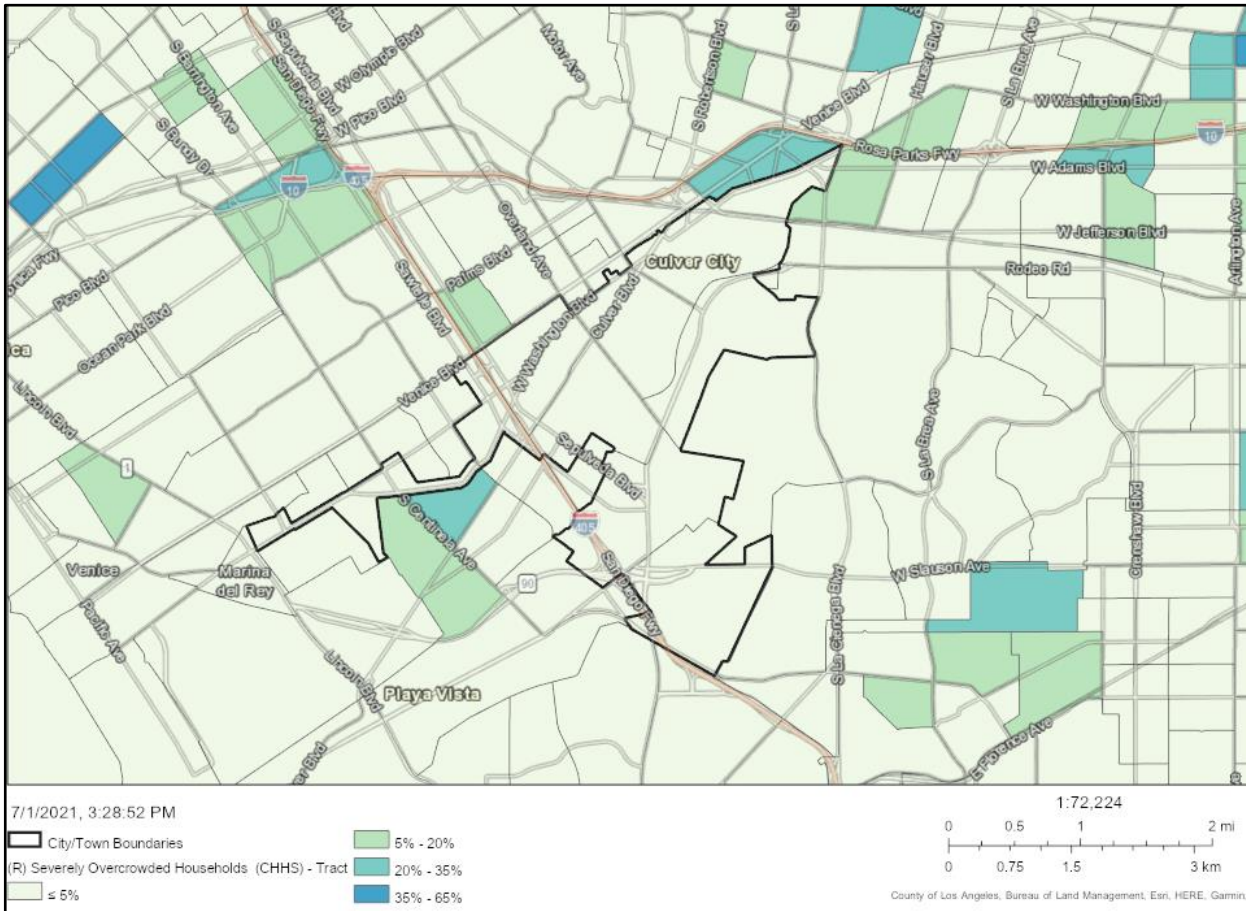 S Sepulveda Blvd
San Diego Fwy
S Barrington Ave
W Olympic Blvd
W Pico Blvd
S Bundy Dr
Motor Ave
S Robertson Blvd
Venice Blvd
Hauser Blvd
S La Brea Ave
W Washington Blvd
10
Rosa Parks Fwy
W Adams Blvd
405
10
Overland Ave
W Jefferson Blvd
Arlington Ave
Palms Blvd
Culver City
Rodeo Rd
Sawtelle Blvd
Pico Blvd
Ocean Park Blvd
W Washington Blvd
Culver Blvd
Lincoln Blvd
Venice Blvd
S La Brea Ave
Sepulveda Blvd
1
S Centinela Ave
405
Crenshaw Blvd
Venice
Marina
del Rey
90
San Diego Fwy
W Slauson Ave
Pacific Ave
S La Cienega Blvd
Lincoln Blvd
Playa Vista
E Florence Ave
7/1/2021, 3:28:52 PM
City/Town Boundaries
(R) Severely Overcrowded Households (CHHS) - Tract
≤ 5%
5% - 20%
20% - 35%
35% - 65%
1:72,224
0 0.5 1 2 mi
0 0.75 1.5 3 km
County of Los Angeles, Bureau of Land Management, Esri, HERE, Garmin,